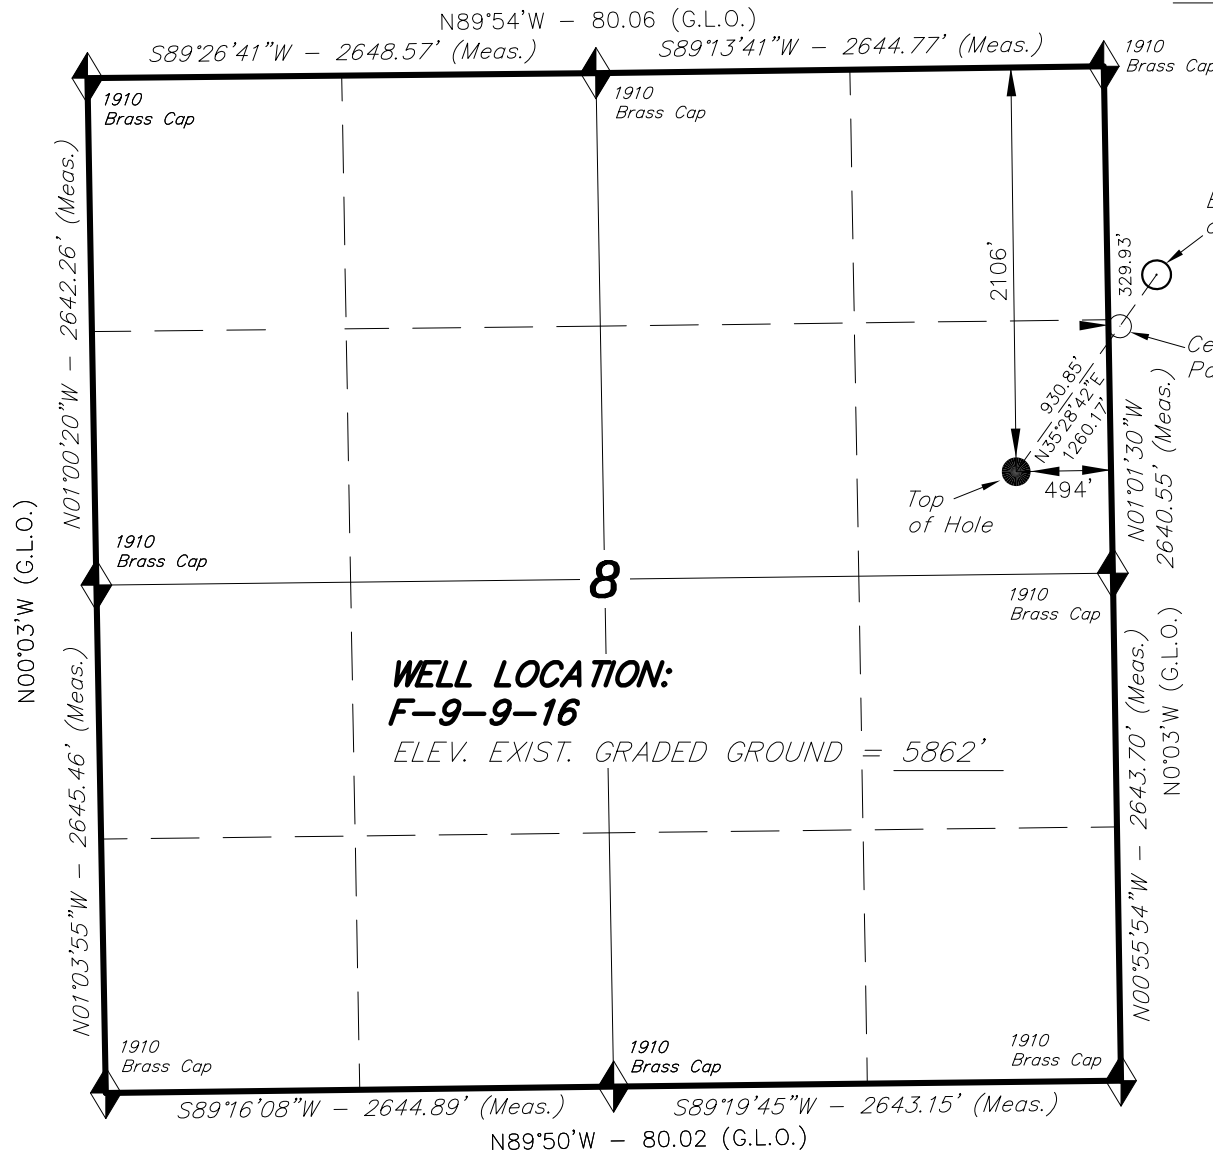 N89°54'W – 80.06 (G.L.O.)
S89°26'41"W – 2648.57' (Meas.)
S89°13'41"W – 2644.77' (Meas.)
1910
Brass Cap
1910
Brass Cap
1910
Brass Cap
N01°00'20"W – 2642.26' (Meas.)
2106'
329.93'
930.85'
N35°28'42"E
1260.17'
494'
Top
of Hole
N01°01'30"W
2640.55' (Meas.)
N00°03'W (G.L.O.)
1910
Brass Cap
8
1910
Brass Cap
WELL LOCATION:
F–9–9–16
ELEV. EXIST. GRADED GROUND = 5862'
N01°03'55"W – 2645.46' (Meas.)
N00°55'54"W – 2643.70' (Meas.)
N0°03'W (G.L.O.)
1910
Brass Cap
1910
Brass Cap
1910
Brass Cap
S89°16'08"W – 2644.89' (Meas.)
S89°19'45"W – 2643.15' (Meas.)
N89°50'W – 80.02 (G.L.O.)